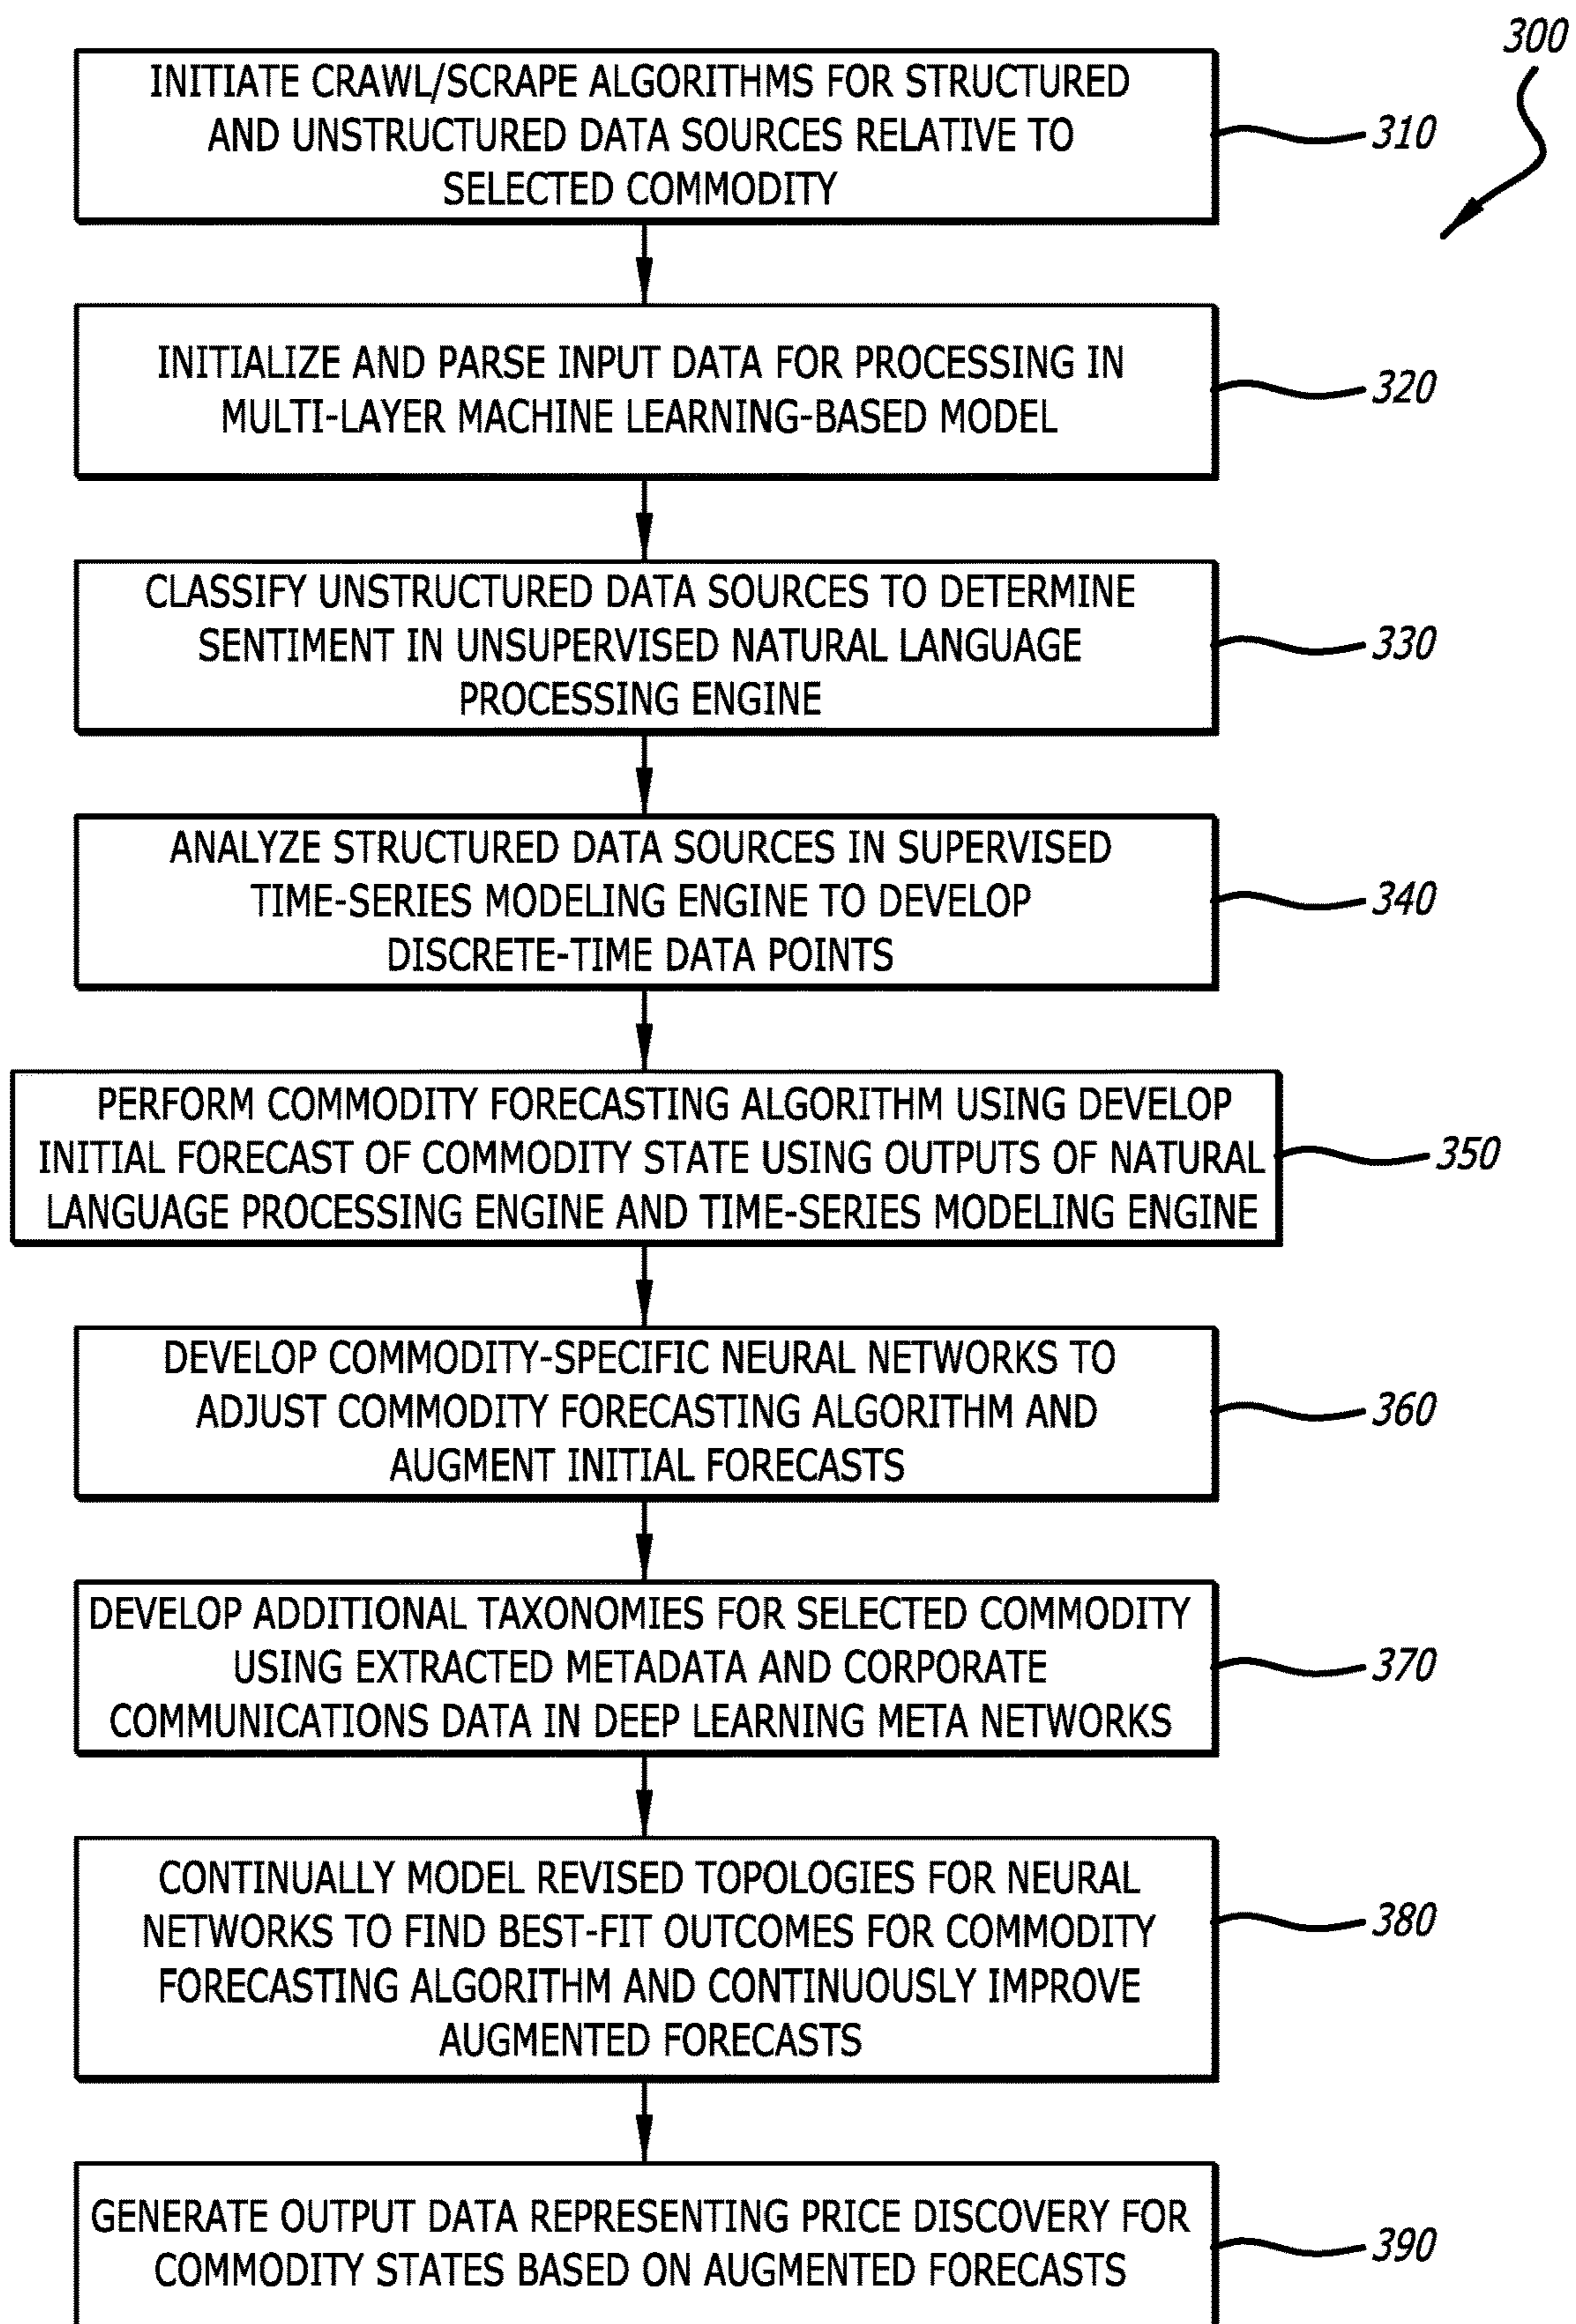 300
INITIATE CRAWL/SCRAPE ALGORITHMS FOR STRUCTURED
AND UNSTRUCTURED DATA SOURCES RELATIVE TO
SELECTED COMMODITY
310
INITIALIZE AND PARSE INPUT DATA FOR PROCESSING IN
MULTI-LAYER MACHINE LEARNING-BASED MODEL
320
CLASSIFY UNSTRUCTURED DATA SOURCES TO DETERMINE
SENTIMENT IN UNSUPERVISED NATURAL LANGUAGE
PROCESSING ENGINE
330
ANALYZE STRUCTURED DATA SOURCES IN SUPERVISED
TIME-SERIES MODELING ENGINE TO DEVELOP
DISCRETE-TIME DATA POINTS
340
PERFORM COMMODITY FORECASTING ALGORITHM USING DEVELOP
INITIAL FORECAST OF COMMODITY STATE USING OUTPUTS OF NATURAL
LANGUAGE PROCESSING ENGINE AND TIME-SERIES MODELING ENGINE
350
DEVELOP COMMODITY-SPECIFIC NEURAL NETWORKS TO
ADJUST COMMODITY FORECASTING ALGORITHM AND
AUGMENT INITIAL FORECASTS
360
DEVELOP ADDITIONAL TAXONOMIES FOR SELECTED COMMODITY
USING EXTRACTED METADATA AND CORPORATE
COMMUNICATIONS DATA IN DEEP LEARNING META NETWORKS
370
CONTINUALLY MODEL REVISED TOPOLOGIES FOR NEURAL
NETWORKS TO FIND BEST-FIT OUTCOMES FOR COMMODITY
FORECASTING ALGORITHM AND CONTINUOUSLY IMPROVE
AUGMENTED FORECASTS
380
GENERATE OUTPUT DATA REPRESENTING PRICE DISCOVERY FOR
COMMODITY STATES BASED ON AUGMENTED FORECASTS
390